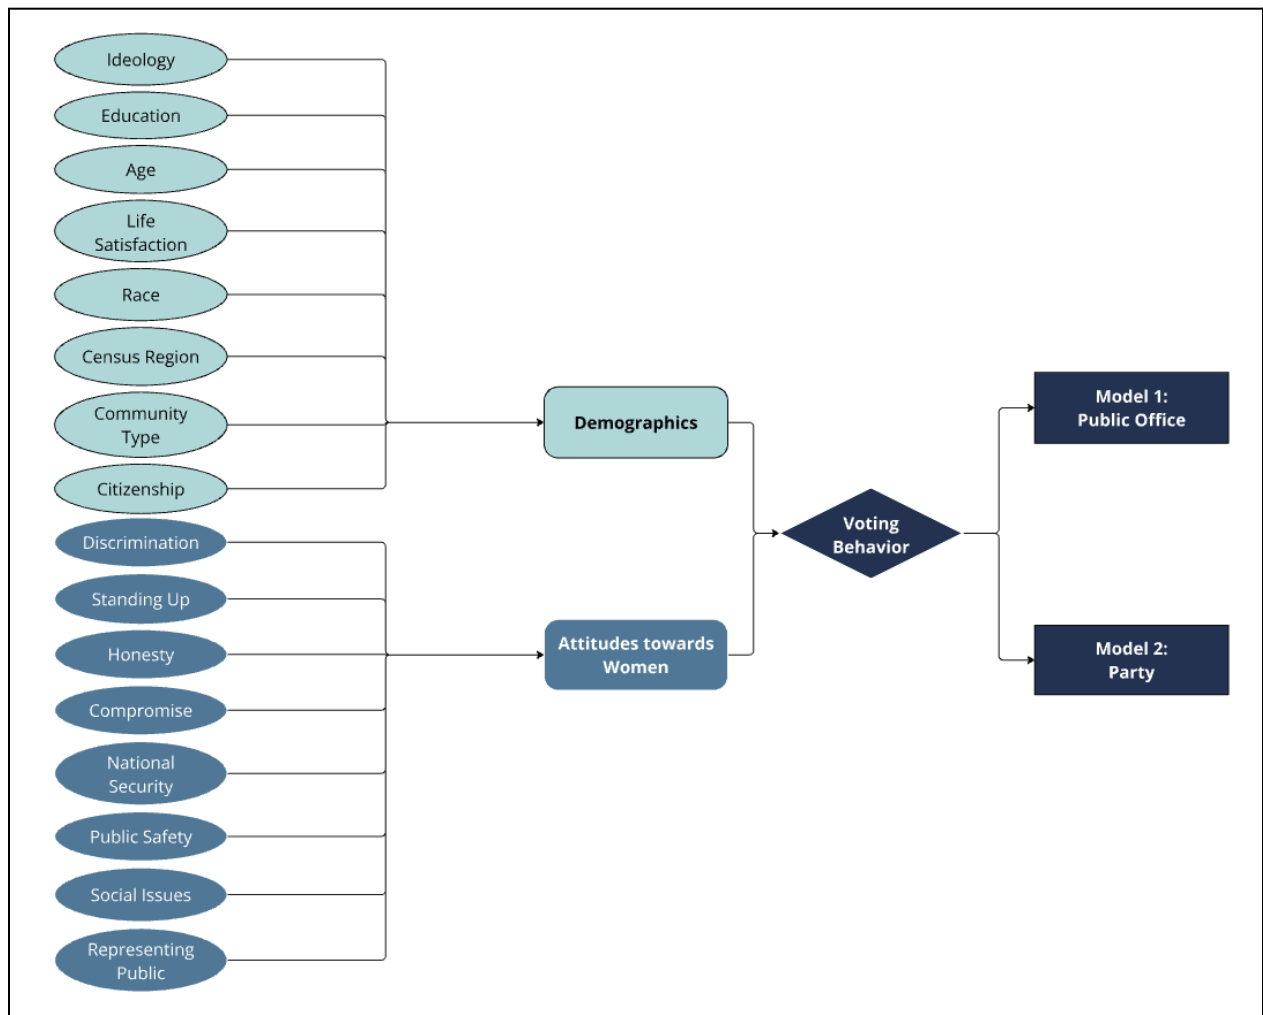 Ideology
Education
Age
Life
Satisfaction
Race
Census Region
Community
Type
Citizenship
Discrimination
Standing Up
Honesty
Compromise
National
Security
Public Safety
Social Issues
Representing
Public
Demographics
Attitudes towards
Women
Voting
Behavior
Model 1:
Public Office
Model 2:
Party